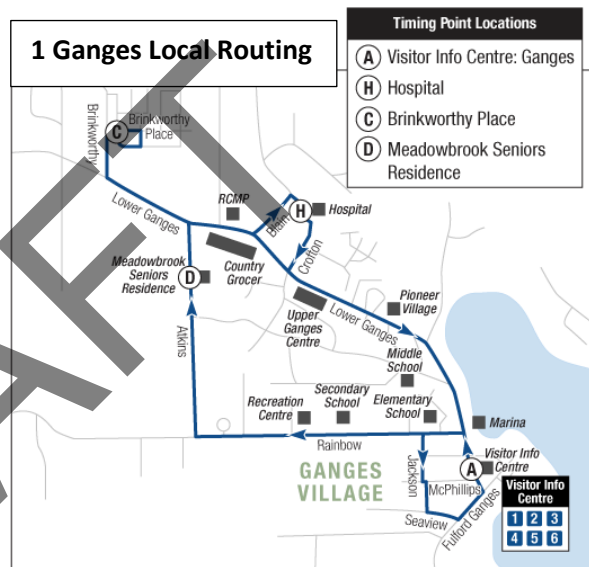 1 Ganges Local Routing
Timing Point Locations
A Visitor Info Centre: Ganges
H Hospital
C Brinkworthy Place
D Meadowbrook Seniors
Residence
Brinkworthy
Brinkworthy
Place
C
Lower Ganges
RCMP
Blain
H
Hospital
Crofton
Meadowbrook
Seniors
Residence
D
Country
Grocer
Upper
Ganges
Centre
Lower Ganges
Pioneer
Village
Atkins
Middle
School
Recreation
Centre
Secondary
School
Elementary
School
Marina
Rainbow
GANGES
VILLAGE
Jackson
A
Visitor Info
Centre
McPhillips
Seaview
Fulford Ganges
Visitor Info
Centre
1 2 3
4 5 6
DRAFT